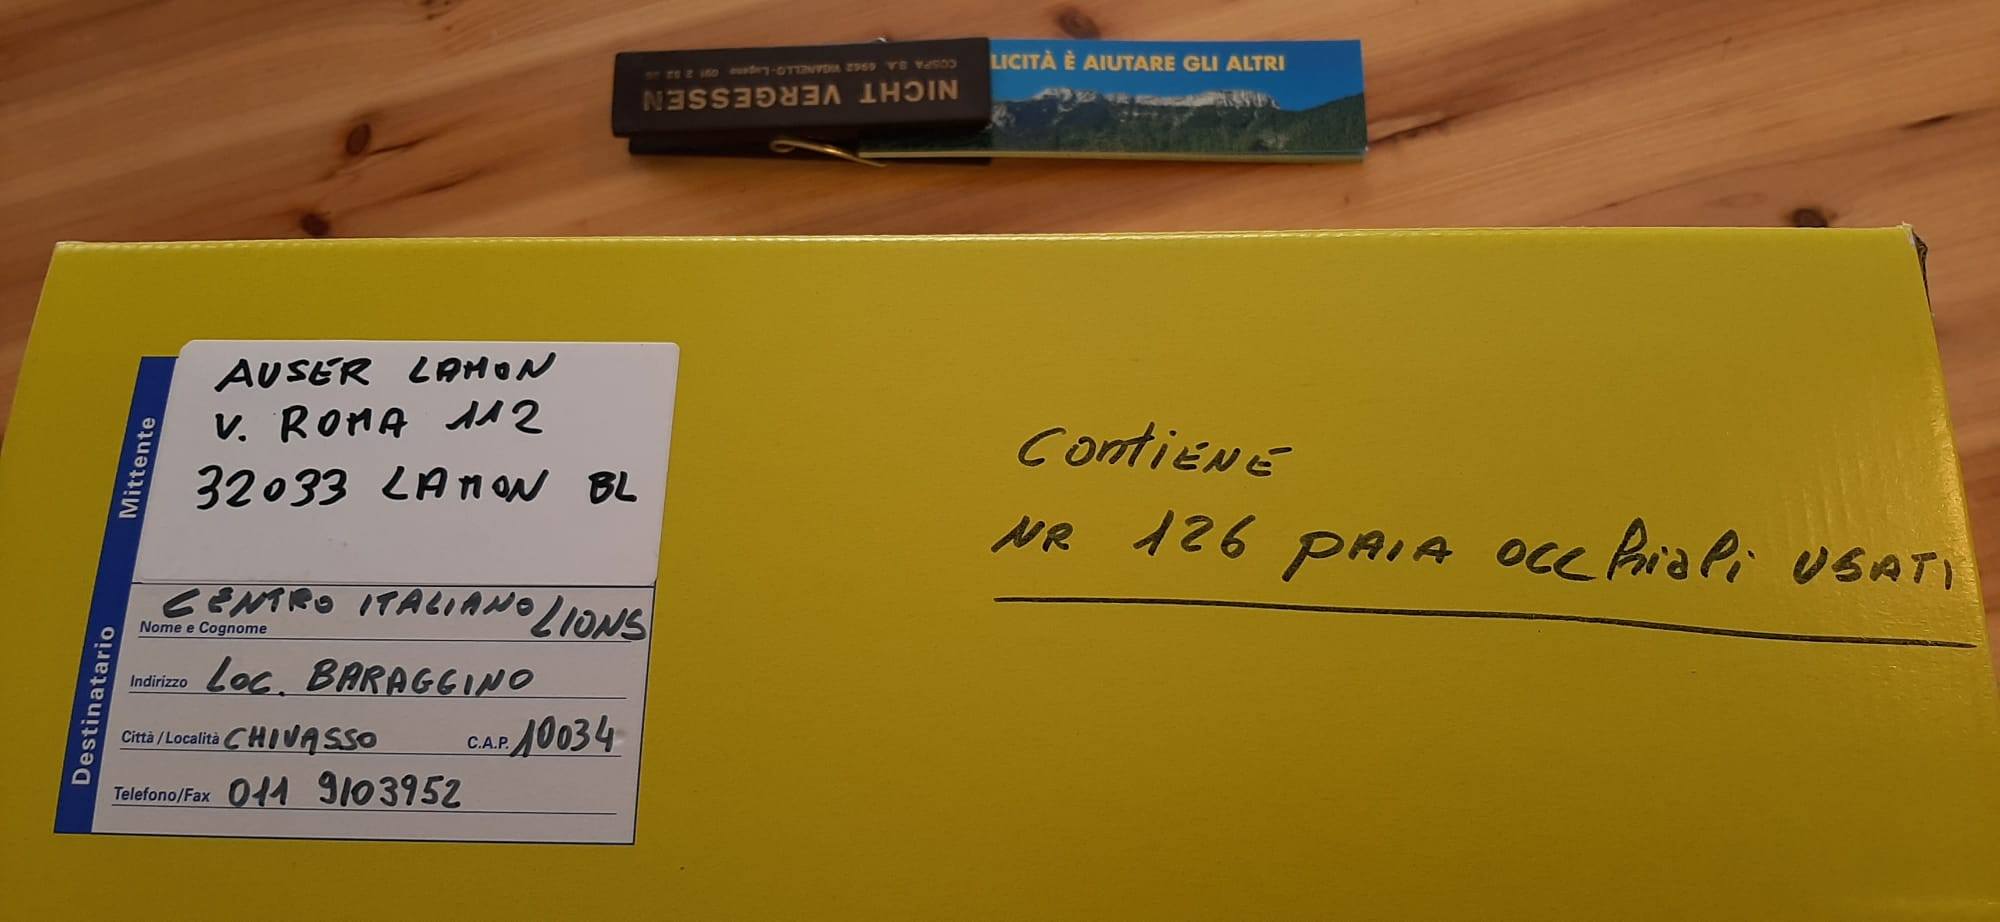 LICITÀ È AIUTARE GLI ALTRI
NICHT VERGESSEN
COSPA S.A. 6962 VIGANELLO-Lugano 091 2 52 26
Mittente
AUSER LAMON
V. ROMA 112
32033 LAMON BL
Destinatario
CENTRO ITALIANO LIONS
Nome e Cognome
Indirizzo LOC. BARAGGINO
Città / Località CHIVASSO C.A.P. 10034
Telefono/Fax 011 9103952
CONTIENE
NR 126 PAIA OCChiali USATI